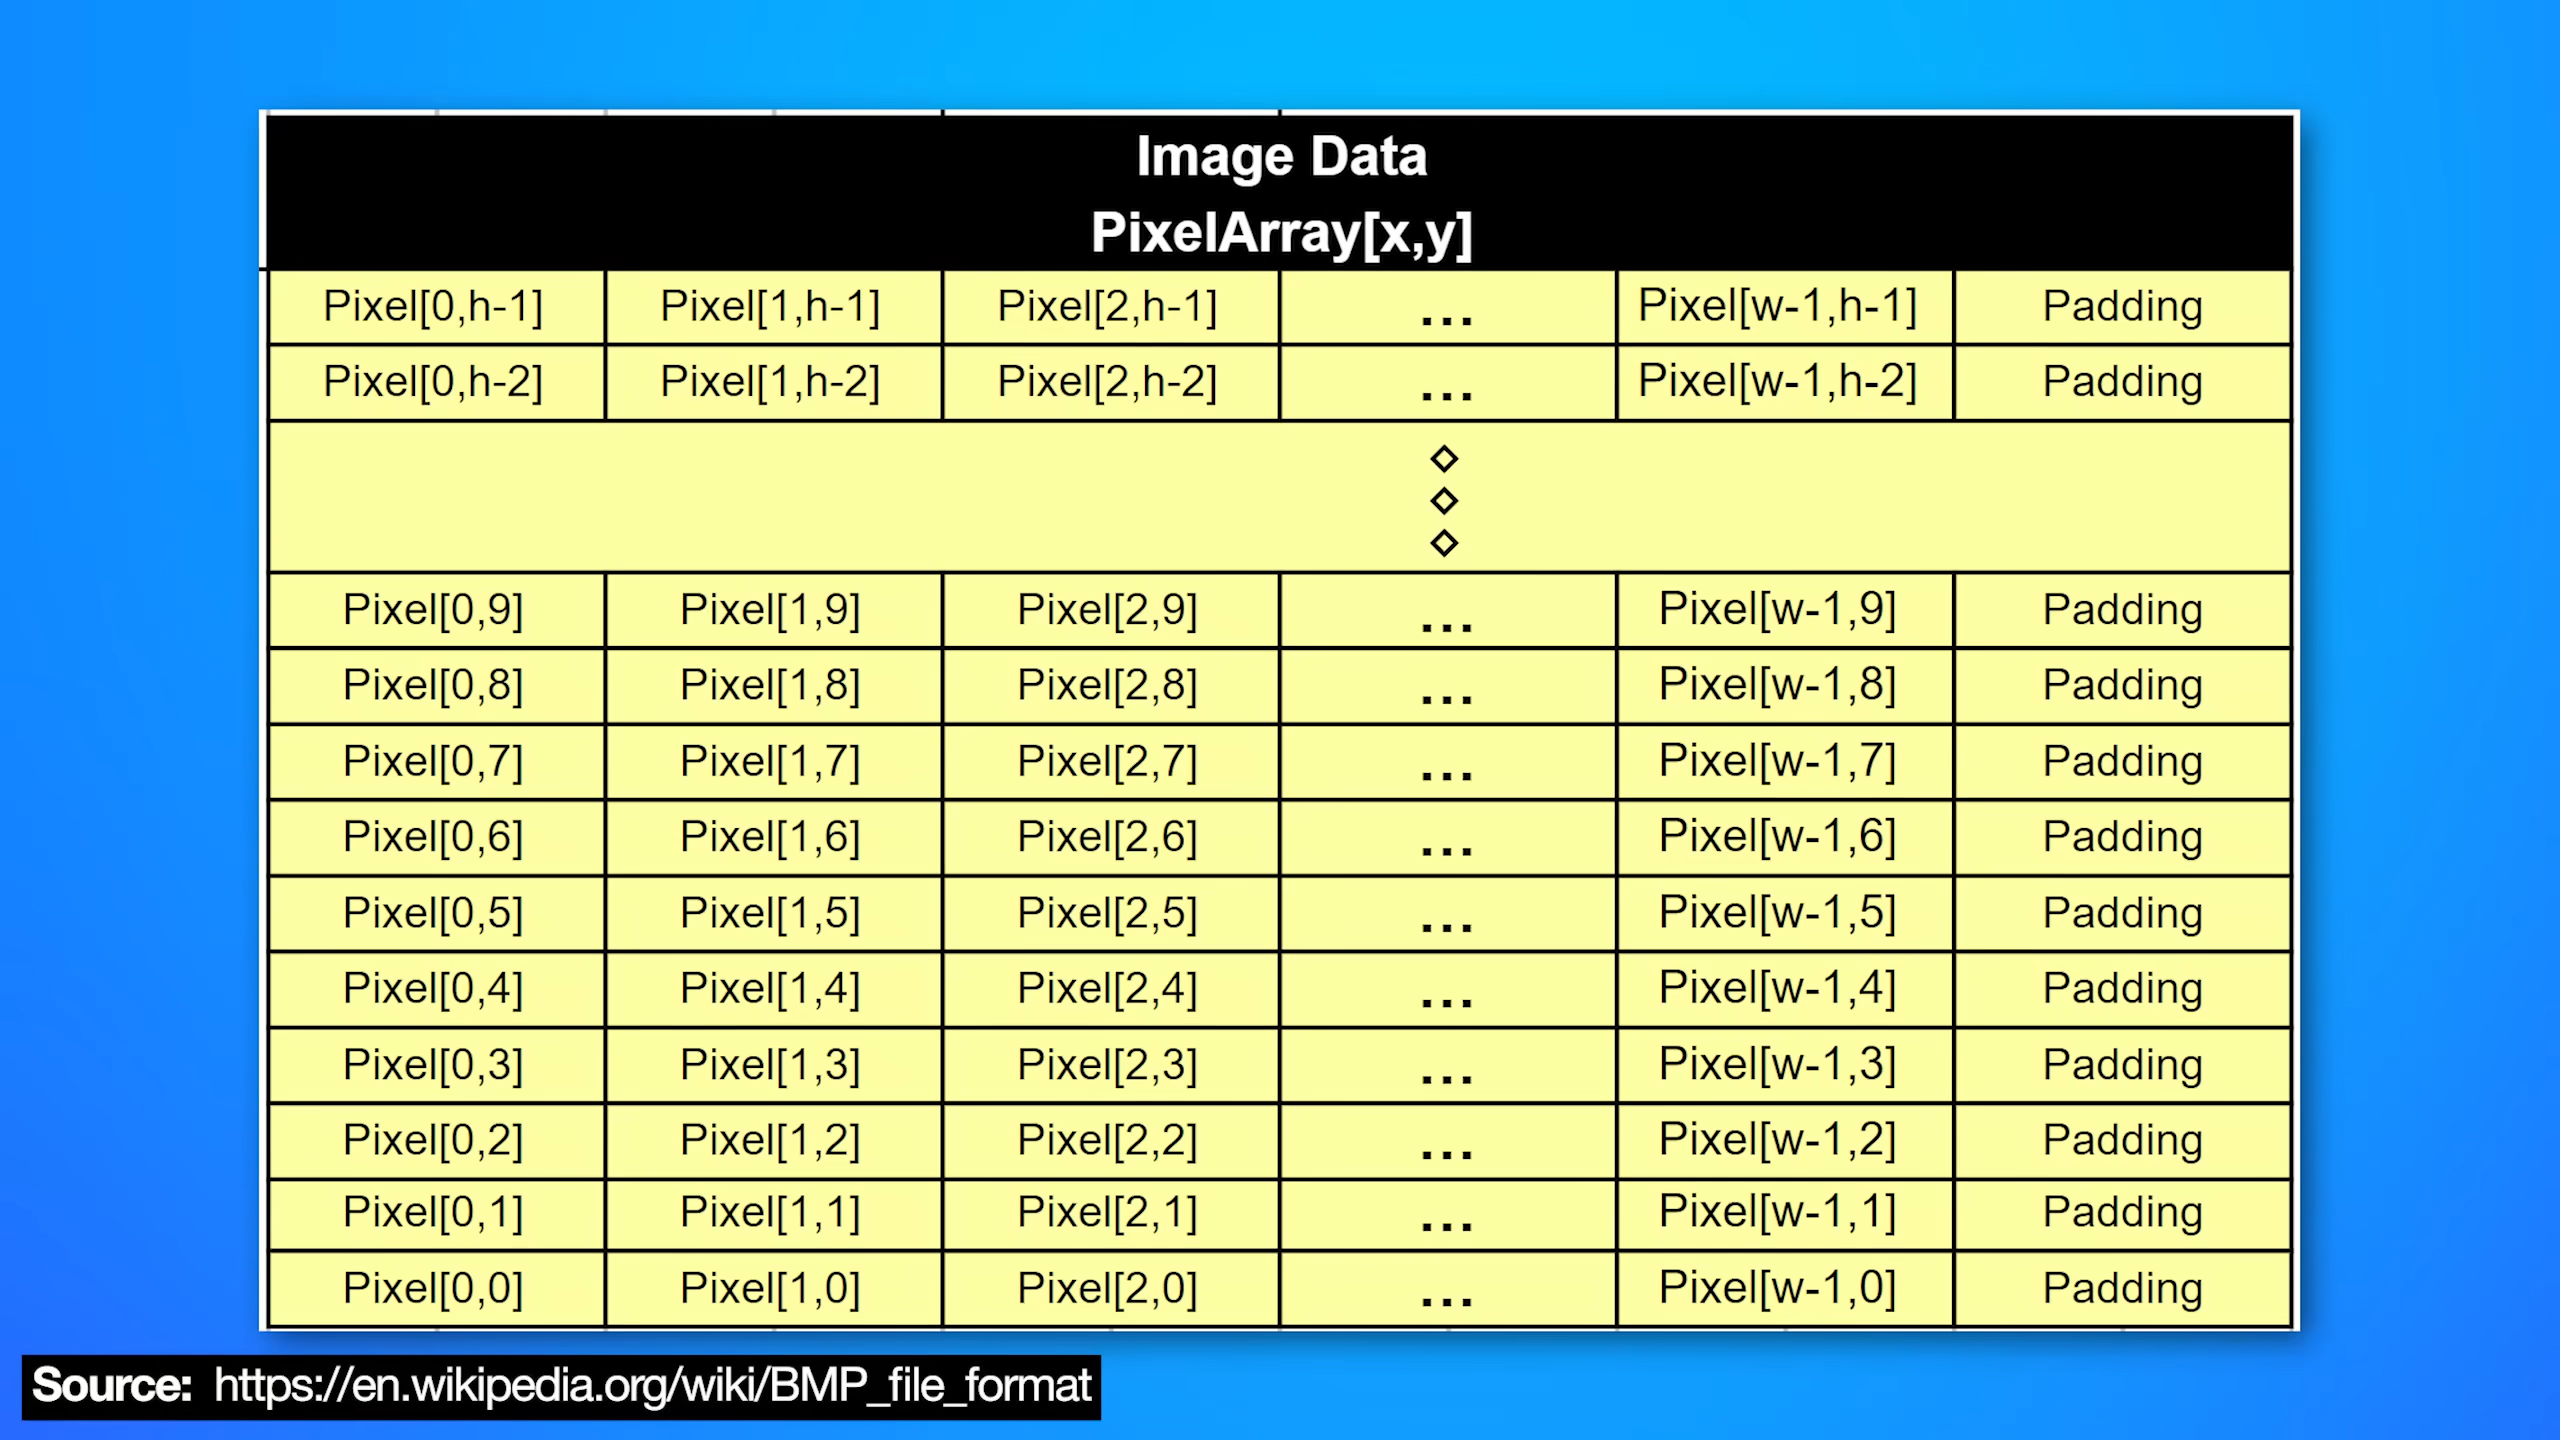 Image Data
PixelArray[x,y]
Pixel[0,h-1] Pixel[1,h-1] Pixel[2,h-1] ... Pixel[w-1,h-1] Padding
Pixel[0,h-2] Pixel[1,h-2] Pixel[2,h-2] ... Pixel[w-1,h-2] Padding
Pixel[0,9] Pixel[1,9] Pixel[2,9] ... Pixel[w-1,9] Padding
Pixel[0,8] Pixel[1,8] Pixel[2,8] ... Pixel[w-1,8] Padding
Pixel[0,7] Pixel[1,7] Pixel[2,7] ... Pixel[w-1,7] Padding
Pixel[0,6] Pixel[1,6] Pixel[2,6] ... Pixel[w-1,6] Padding
Pixel[0,5] Pixel[1,5] Pixel[2,5] ... Pixel[w-1,5] Padding
Pixel[0,4] Pixel[1,4] Pixel[2,4] ... Pixel[w-1,4] Padding
Pixel[0,3] Pixel[1,3] Pixel[2,3] ... Pixel[w-1,3] Padding
Pixel[0,2] Pixel[1,2] Pixel[2,2] ... Pixel[w-1,2] Padding
Pixel[0,1] Pixel[1,1] Pixel[2,1] ... Pixel[w-1,1] Padding
Pixel[0,0] Pixel[1,0] Pixel[2,0] ... Pixel[w-1,0] Padding
Source: https://en.wikipedia.org/wiki/BMP_file_format